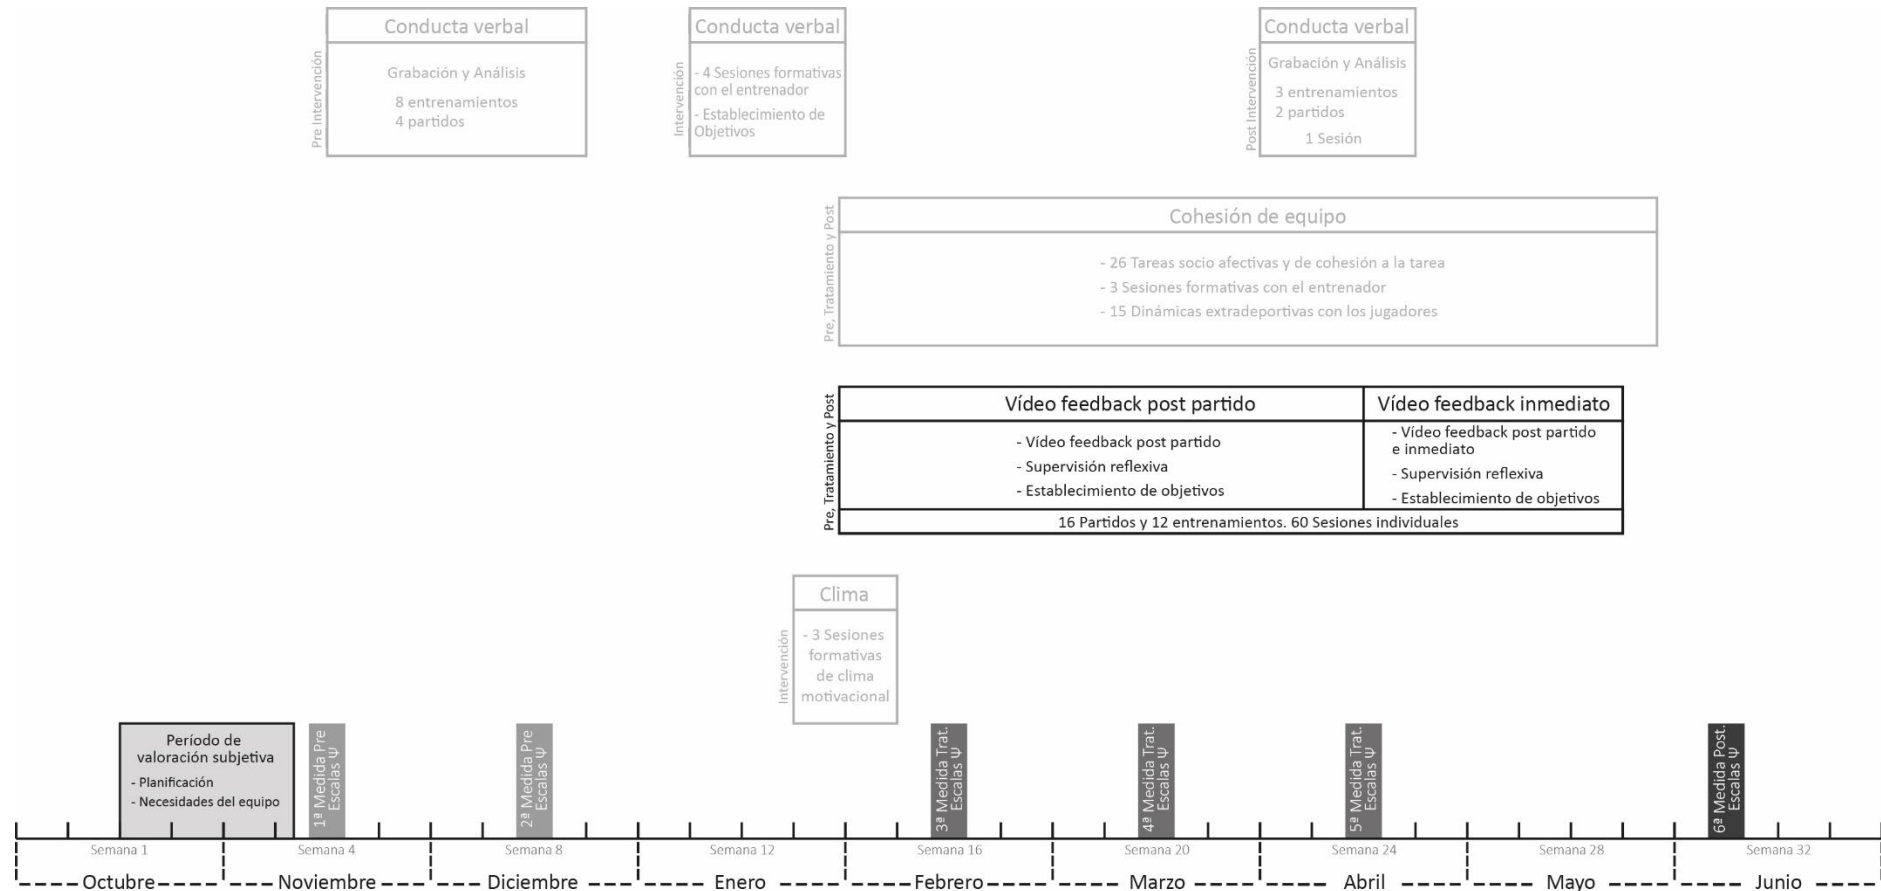 Conducta verbal
Pre Intervención
Grabación y Análisis
8 entrenamientos
4 partidos
Conducta verbal
Intervención
- 4 Sesiones formativas
con el entrenador
- Establecimiento de
Objetivos
Conducta verbal
Post Intervención
Grabación y Análisis
3 entrenamientos
2 partidos
1 Sesión
Cohesión de equipo
Pre, Tratamiento y Post
- 26 Tareas socio afectivas y de cohesión a la tarea
- 3 Sesiones formativas con el entrenador
- 15 Dinámicas extradeportivas con los jugadores
Pre, Tratamiento y Post
Vídeo feedback post partido
- Vídeo feedback post partido
- Supervisión reflexiva
- Establecimiento de objetivos
Vídeo feedback inmediato
- Vídeo feedback post partido
e inmediato
- Supervisión reflexiva
- Establecimiento de objetivos
16 Partidos y 12 entrenamientos. 60 Sesiones individuales
Clima
Intervención
- 3 Sesiones
formativas
de clima
motivacional
Período de
valoración subjetiva
- Planificación
- Necesidades del equipo
1ª Medida Pre
Escalas Ψ
2ª Medida Pre
Escalas Ψ
3ª Medida Trat.
Escalas Ψ
4ª Medida Trat.
Escalas Ψ
5ª Medida Trat.
Escalas Ψ
6ª Medida Post.
Escalas Ψ
Semana 1
Semana 4
Semana 8
Semana 12
Semana 16
Semana 20
Semana 24
Semana 28
Semana 32
Octubre
Noviembre
Diciembre
Enero
Febrero
Marzo
Abril
Mayo
Junio